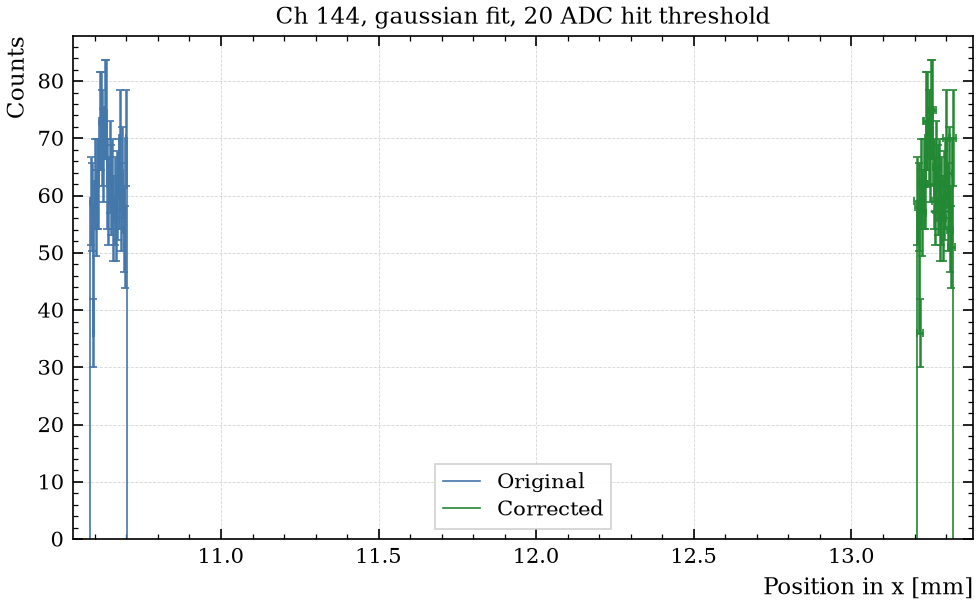 Ch 144, gaussian fit, 20 ADC hit threshold
Counts
80
70
60
50
40
30
20
10
0
Original
Corrected
11.0 11.5 12.0 12.5 13.0
Position in x [mm]